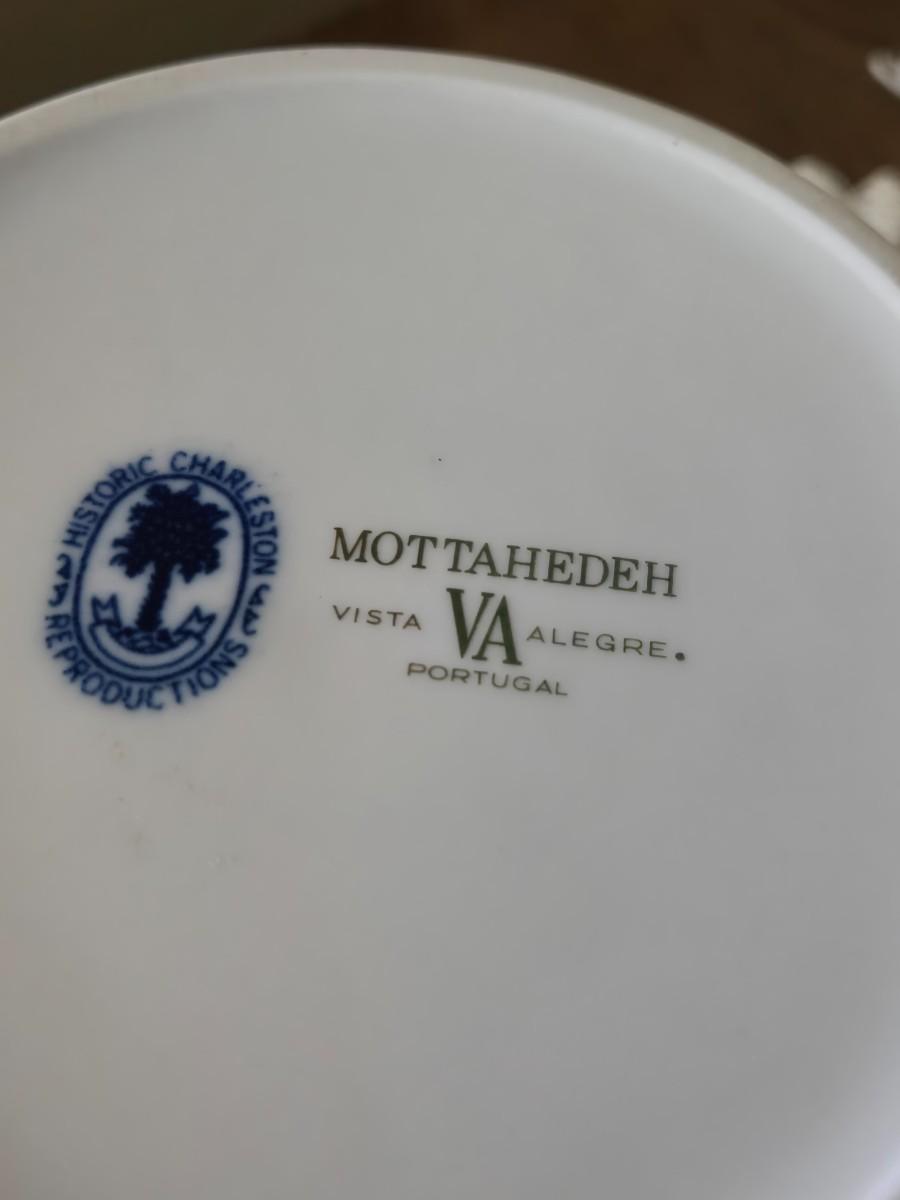 HISTORIC CHARLESTON
REPRODUCTIONS
MOTTAHEDEH
VISTA VA ALEGRE.
PORTUGAL